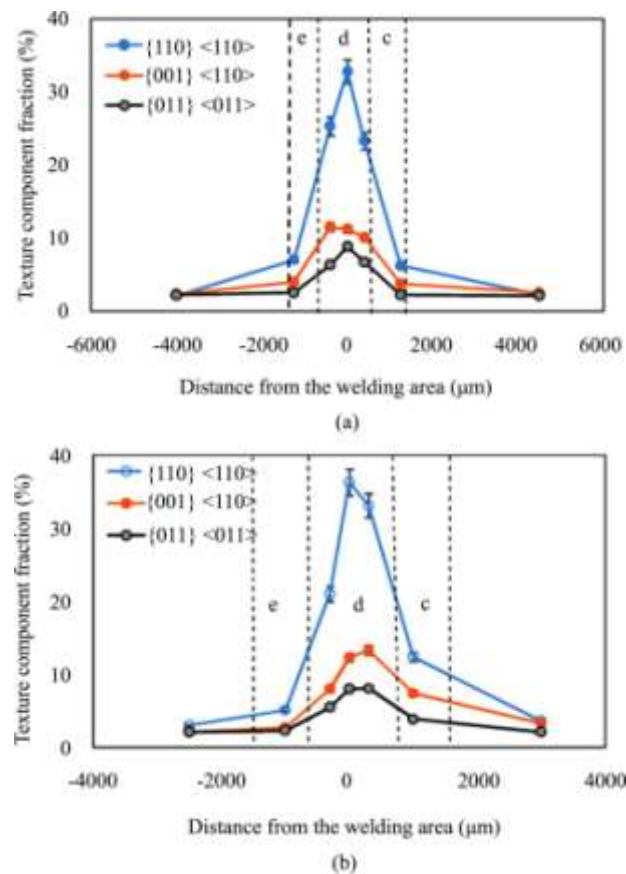 40
30
20
10
0
Texture component fraction (%)
{110} <110>
{001} <110>
{011} <011>
e
d
c
-6000 -4000 -2000 0 2000 4000 6000
Distance from the welding area (μm)
(a)
40
30
20
10
0
Texture component fraction (%)
{110} <110>
{001} <110>
{011} <011>
e
d
c
-4000 -2000 0 2000 4000
Distance from the welding area (μm)
(b)